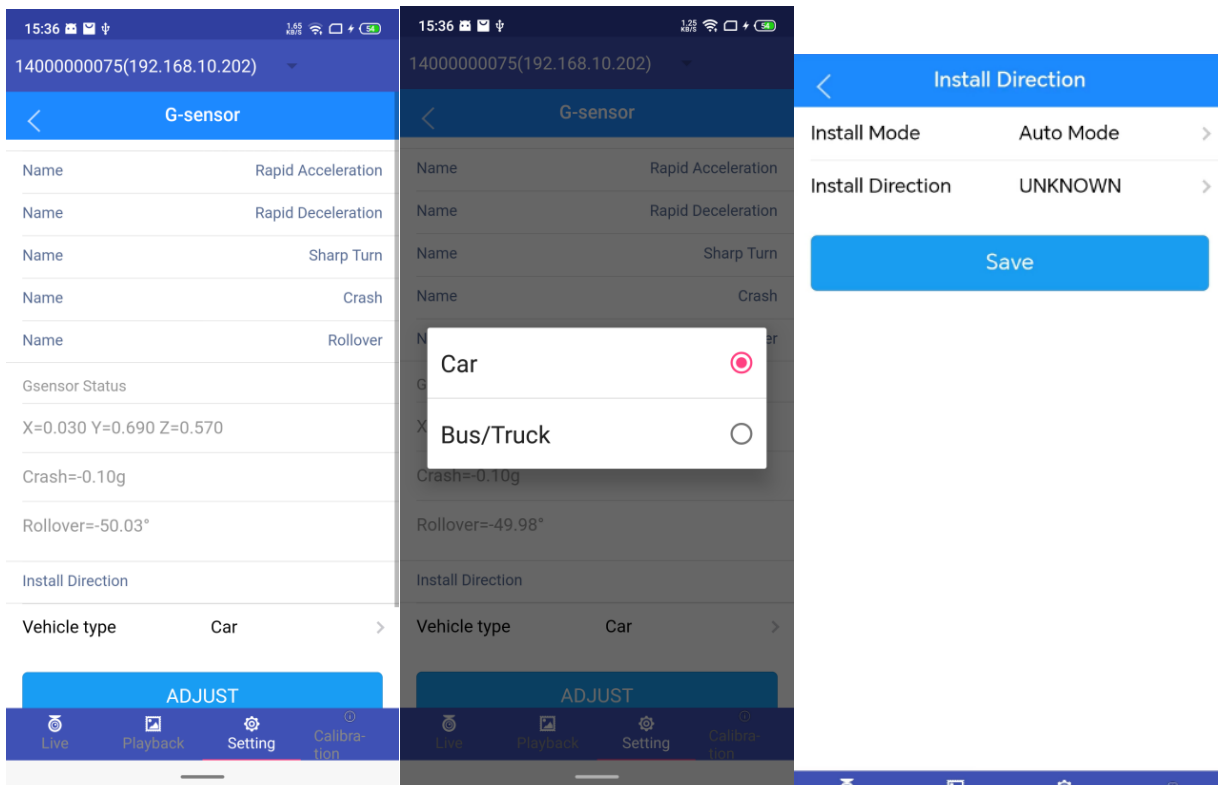 15:36
1.65 KB/S
54
14000000075(192.168.10.202)
G-sensor
Name Rapid Acceleration
Name Rapid Deceleration
Name Sharp Turn
Name Crash
Name Rollover
Gsensor Status
X=0.030 Y=0.690 Z=0.570
Crash=-0.10g
Rollover=-50.03°
Install Direction
Vehicle type Car
ADJUST
Live Playback Setting Calibra-
tion
15:36
1.25 KB/S
54
14000000075(192.168.10.202)
G-sensor
Name Rapid Acceleration
Name Rapid Deceleration
Name Sharp Turn
Name Crash
N er
Car
G
Bus/Truck
X
Crash=-0.10g
Rollover=-49.98°
Install Direction
Vehicle type Car
ADJUST
Live Playback Setting Calibra-
tion
Install Direction
Install Mode Auto Mode
Install Direction UNKNOWN
Save